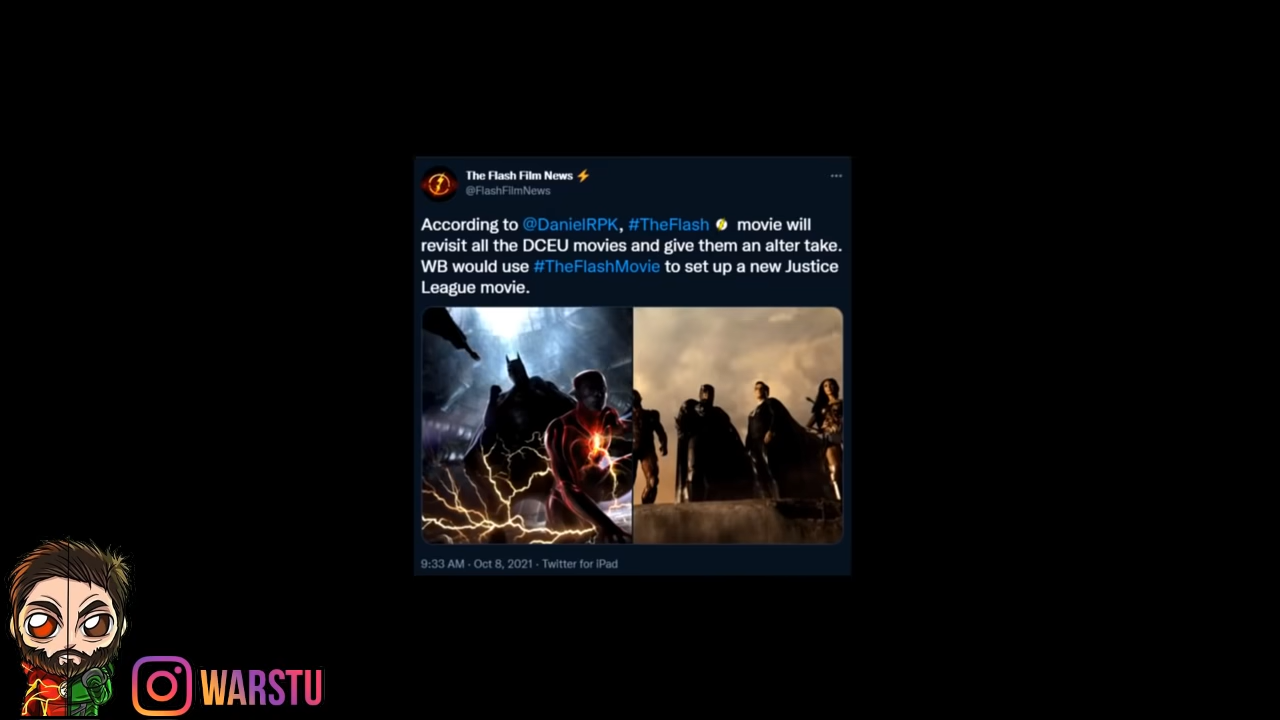 The Flash Film News ⚡
@FlashFilmNews
According to @DanielRPK, #TheFlash movie will
revisit all the DCEU movies and give them an alter take.
WB would use #TheFlashMovie to set up a new Justice
League movie.
9:33 AM · Oct 8, 2021 · Twitter for iPad
WARSTU